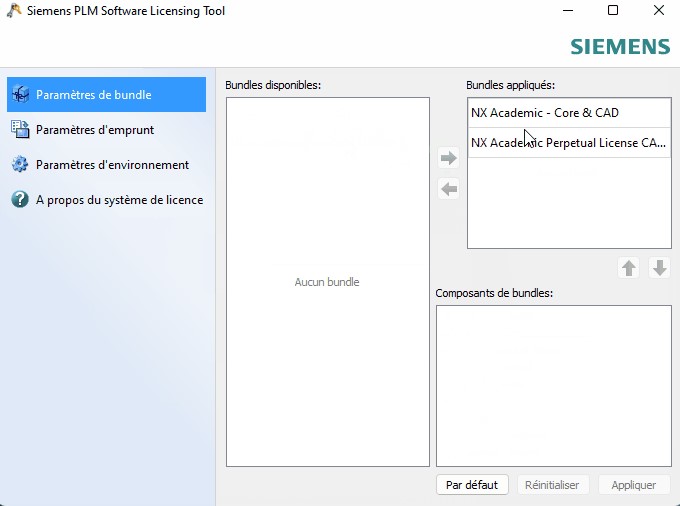 Siemens PLM Software Licensing Tool
SIEMENS
Paramètres de bundle
Paramètres d'emprunt
Paramètres d'environnement
A propos du système de licence
Bundles disponibles:
Aucun bundle
Bundles appliqués:
NX Academic - Core & CAD
NX Academic Perpetual License CA...
Composants de bundles:
Par défaut
Réinitialiser
Appliquer